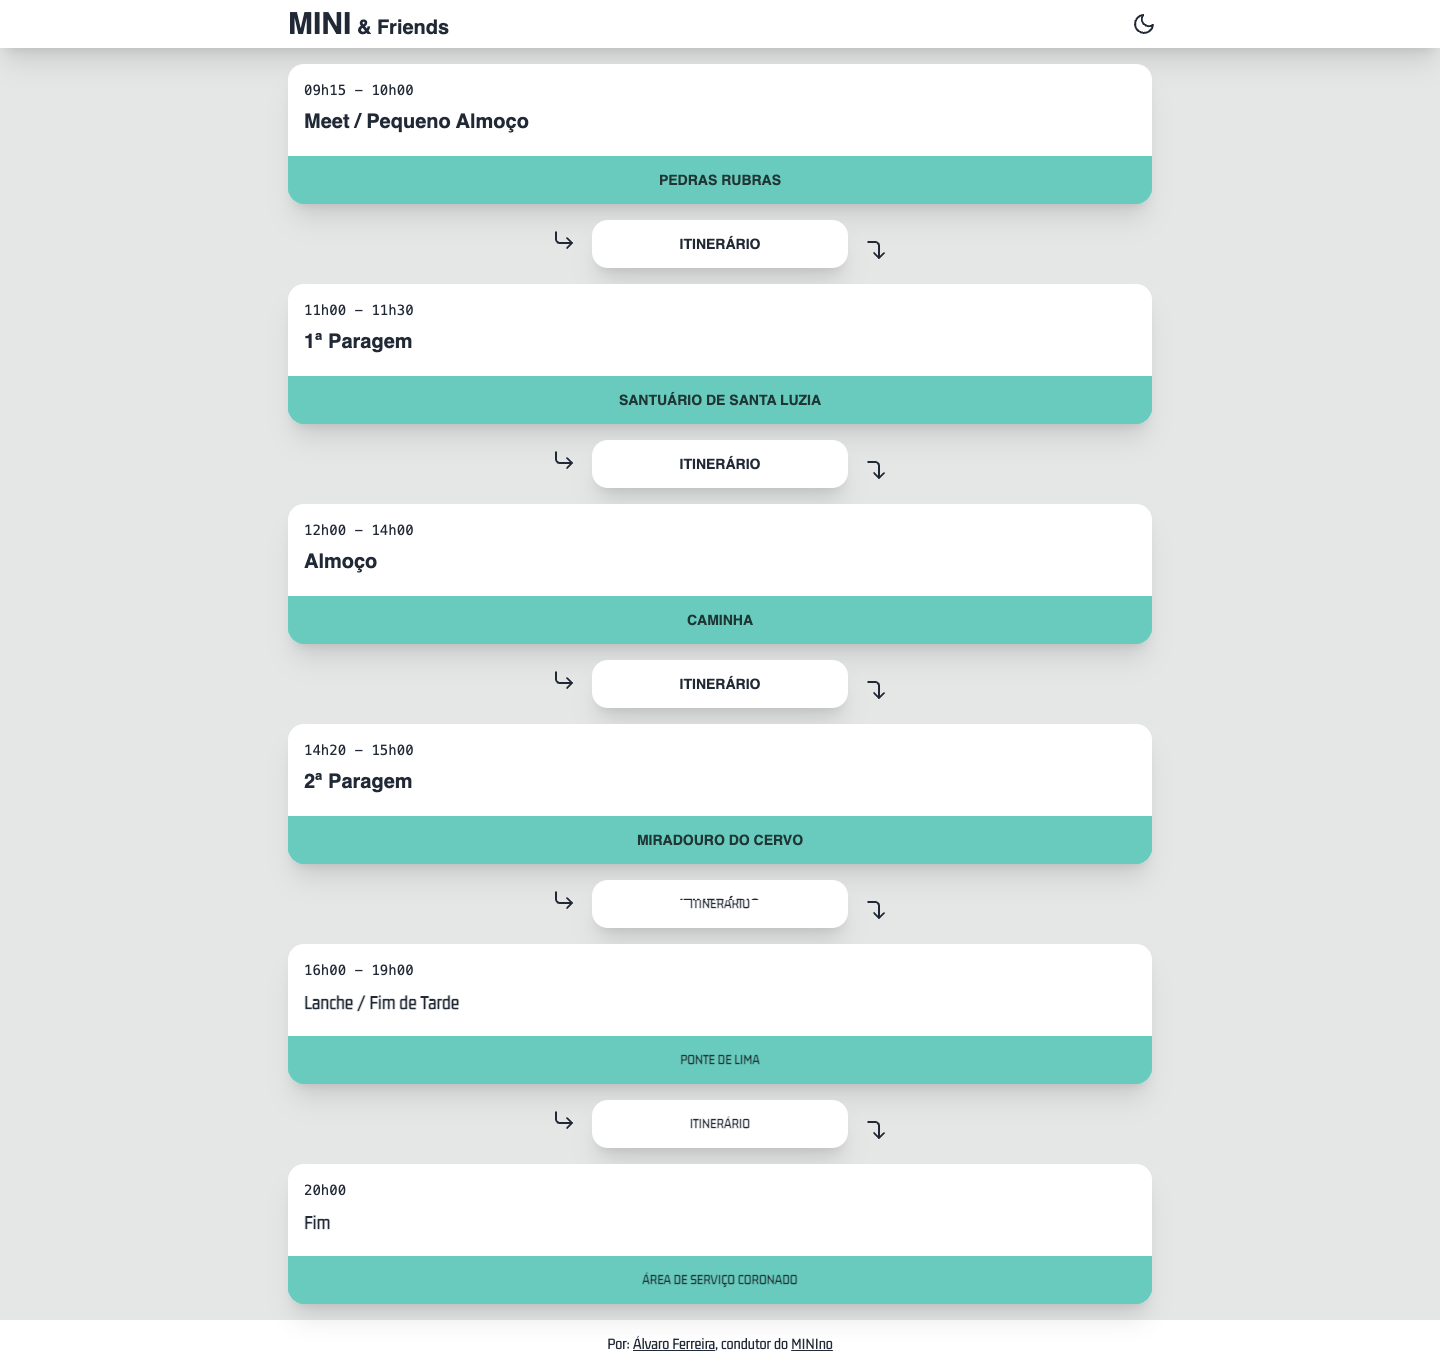 MINI & Friends
09h15 – 10h00
Meet / Pequeno Almoço
PEDRAS RUBRAS
ITINERÁRIO
11h00 – 11h30
1ª Paragem
SANTUÁRIO DE SANTA LUZIA
ITINERÁRIO
12h00 – 14h00
Almoço
CAMINHA
ITINERÁRIO
14h20 – 15h00
2ª Paragem
MIRADOURO DO CERVO
ITINERÁRIO
16h00 – 19h00
Lanche / Fim de Tarde
PONTE DE LIMA
ITINERÁRIO
20h00
Fim
ÁREA DE SERVIÇO CORONADO
Por: Álvaro Ferreira, condutor do MINIno